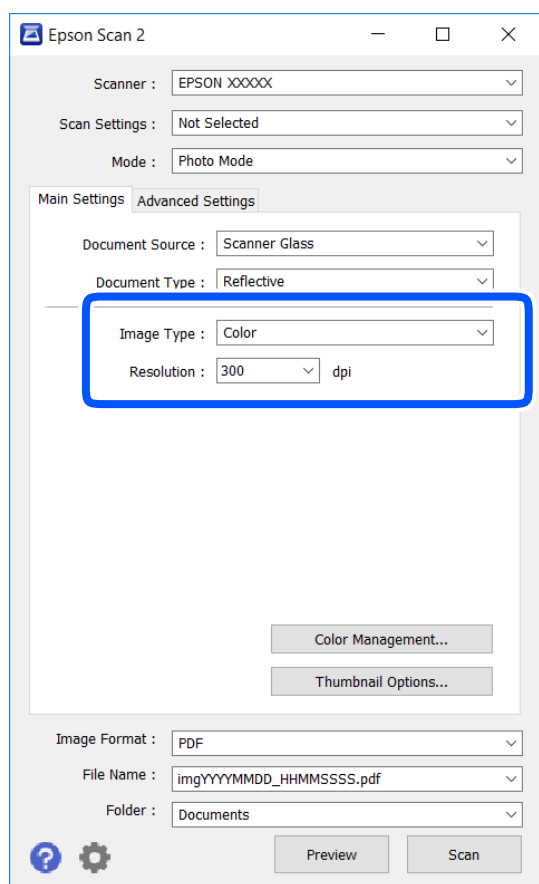 Epson Scan 2
Scanner : EPSON XXXXX
Scan Settings : Not Selected
Mode : Photo Mode
Main Settings Advanced Settings
Document Source : Scanner Glass
Document Type : Reflective
Image Type : Color
Resolution : 300 dpi
Color Management...
Thumbnail Options...
Image Format : PDF
File Name : imgYYYYMMDD_HHMMSSSS.pdf
Folder : Documents
? Preview Scan